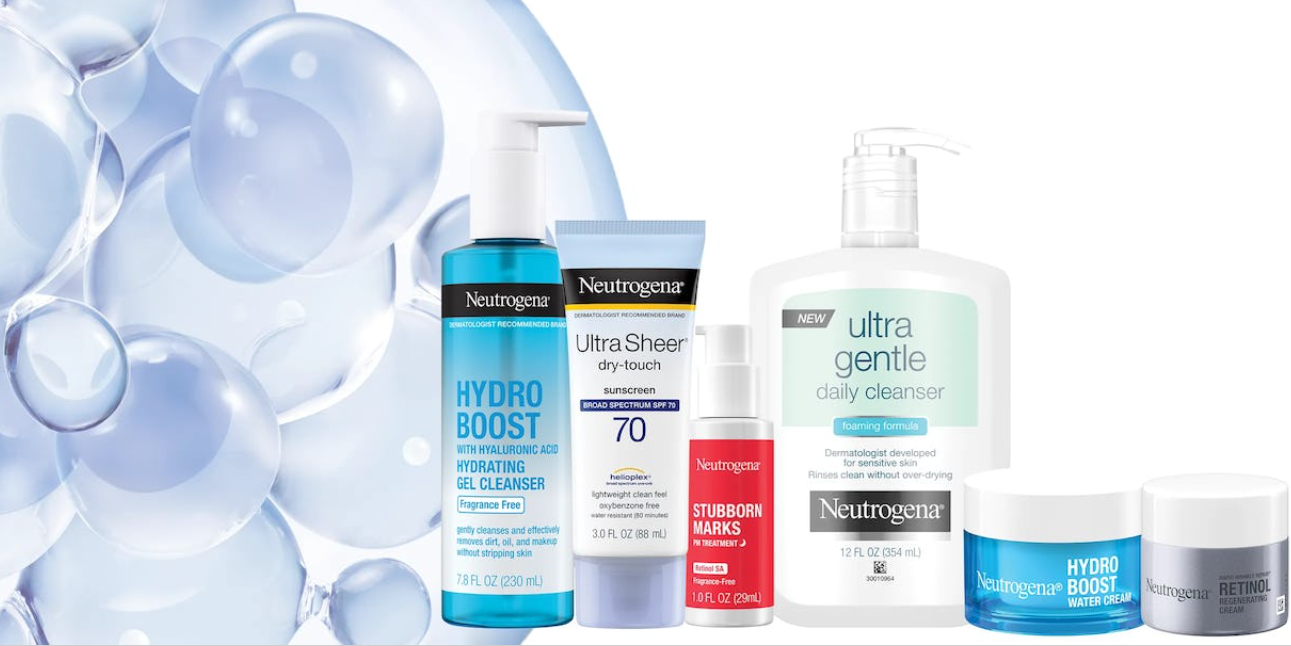 Neutrogena®
DERMATOLOGIST RECOMMENDED BRAND
HYDRO
BOOST
WITH HYALURONIC ACID
HYDRATING
GEL CLEANSER
Fragrance Free
gently cleanses and effectively
removes dirt, oil, and makeup
without stripping skin
7.8 FL OZ (230 mL)
Neutrogena®
DERMATOLOGIST RECOMMENDED BRAND
Ultra Sheer®
dry-touch
sunscreen
BROAD SPECTRUM SPF 70
70
helioplex®
lightweight clean feel
oxybenzone free
water resistant (80 minutes)
3.0 FL OZ (88 mL)
Neutrogena®
STUBBORN
MARKS
PM TREATMENT
Retinol SA
Fragrance-Free
1.0 FL OZ (29mL)
NEW
ultra
gentle
daily cleanser
foaming formula
Dermatologist developed
for sensitive skin
Rinses clean without over-drying
Neutrogena®
12 FL OZ (354 mL)
30010964
Neutrogena®
HYDRO
BOOST
WATER CREAM
Neutrogena®
RETINOL
REGENERATING
CREAM